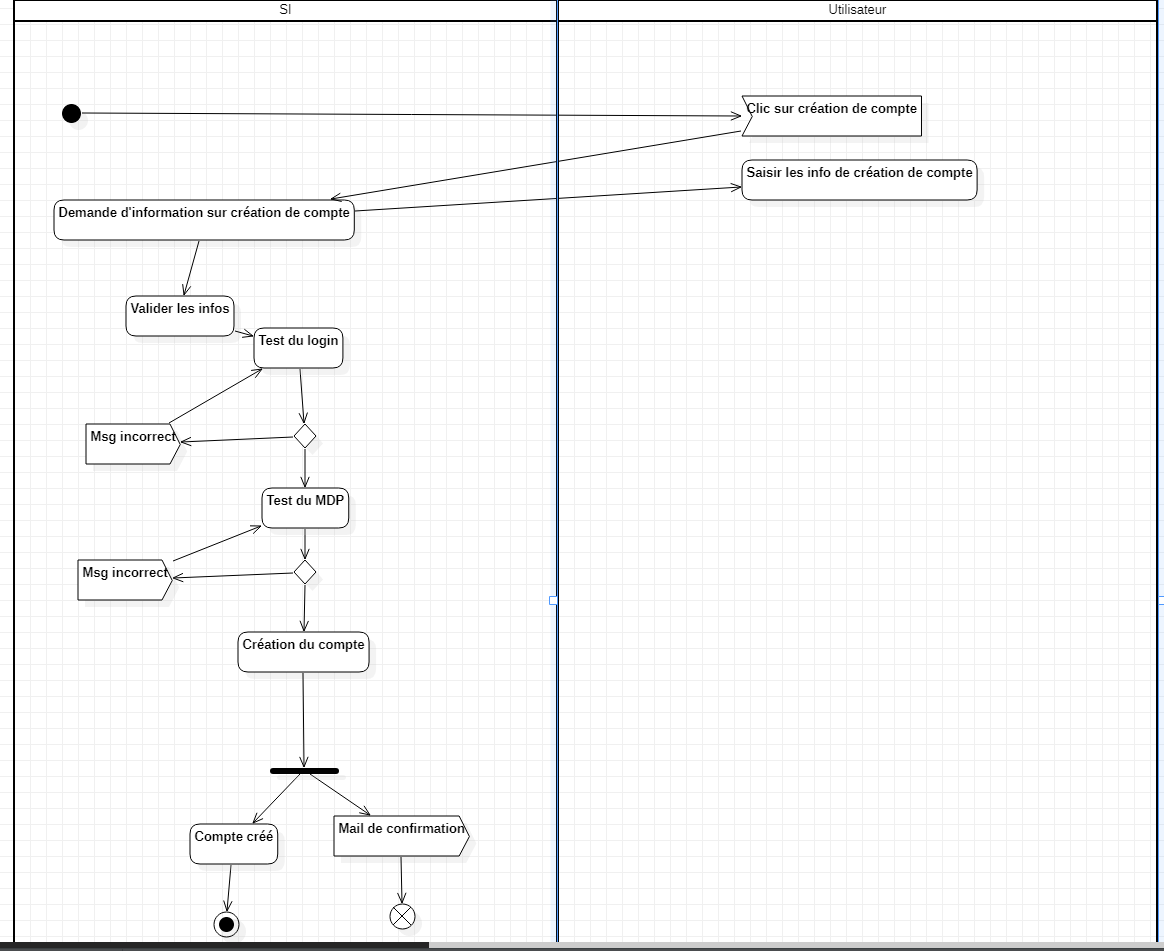 SI
Utilisateur
Clic sur création de compte
Saisir les info de création de compte
Demande d'information sur création de compte
Valider les infos
Test du login
Msg incorrect
Test du MDP
Msg incorrect
Création du compte
Compte créé
Mail de confirmation